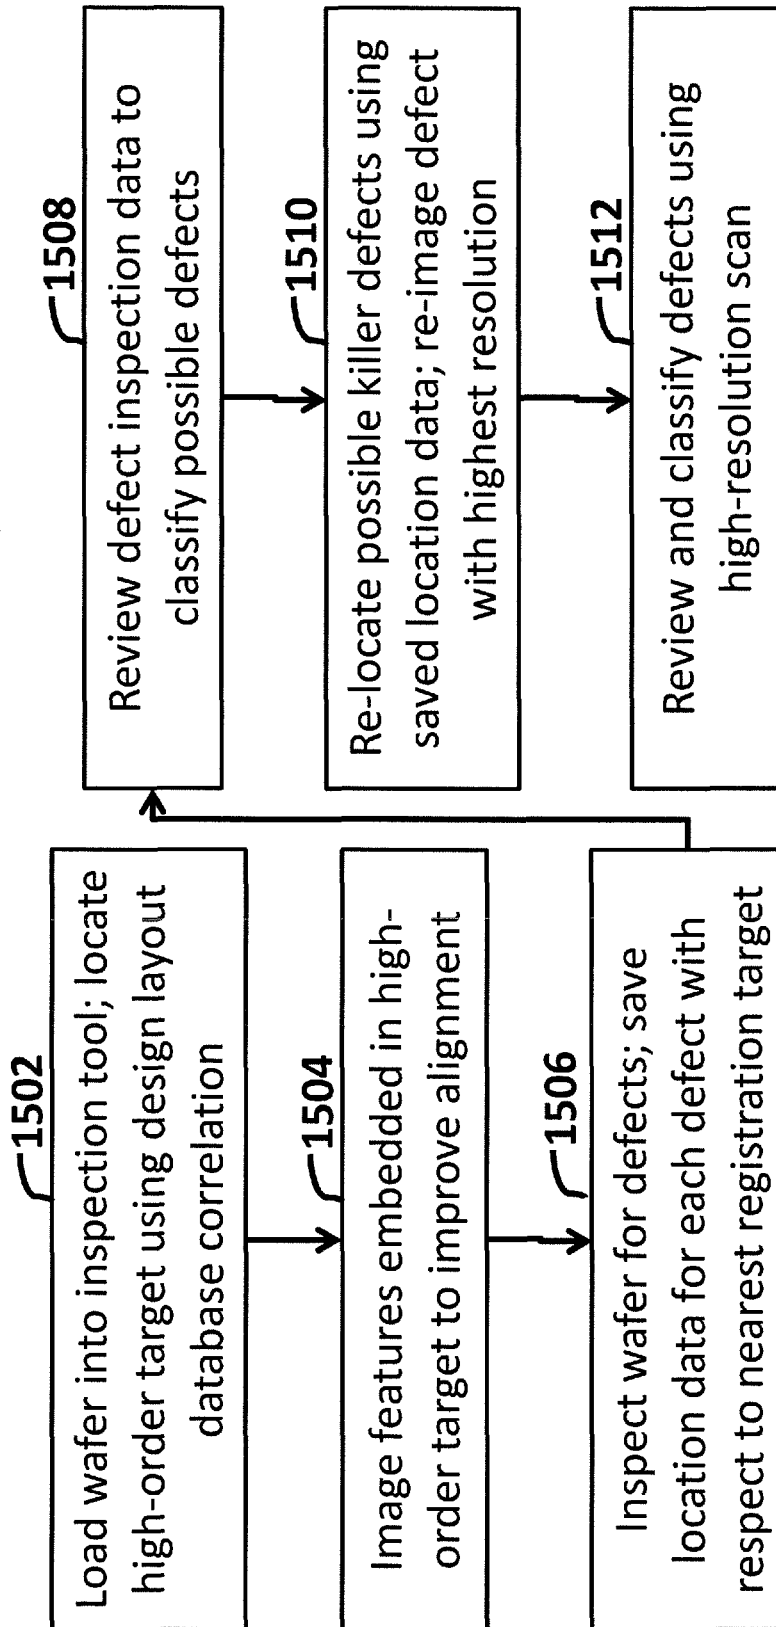 1502
Load wafer into inspection tool; locate
high-order target using design layout
database correlation
1504
Image features embedded in high-
order target to improve alignment
1506
Inspect wafer for defects; save
location data for each defect with
respect to nearest registration target
1508
Review defect inspection data to
classify possible defects
1510
Re-locate possible killer defects using
saved location data; re-image defect
with highest resolution
1512
Review and classify defects using
high-resolution scan